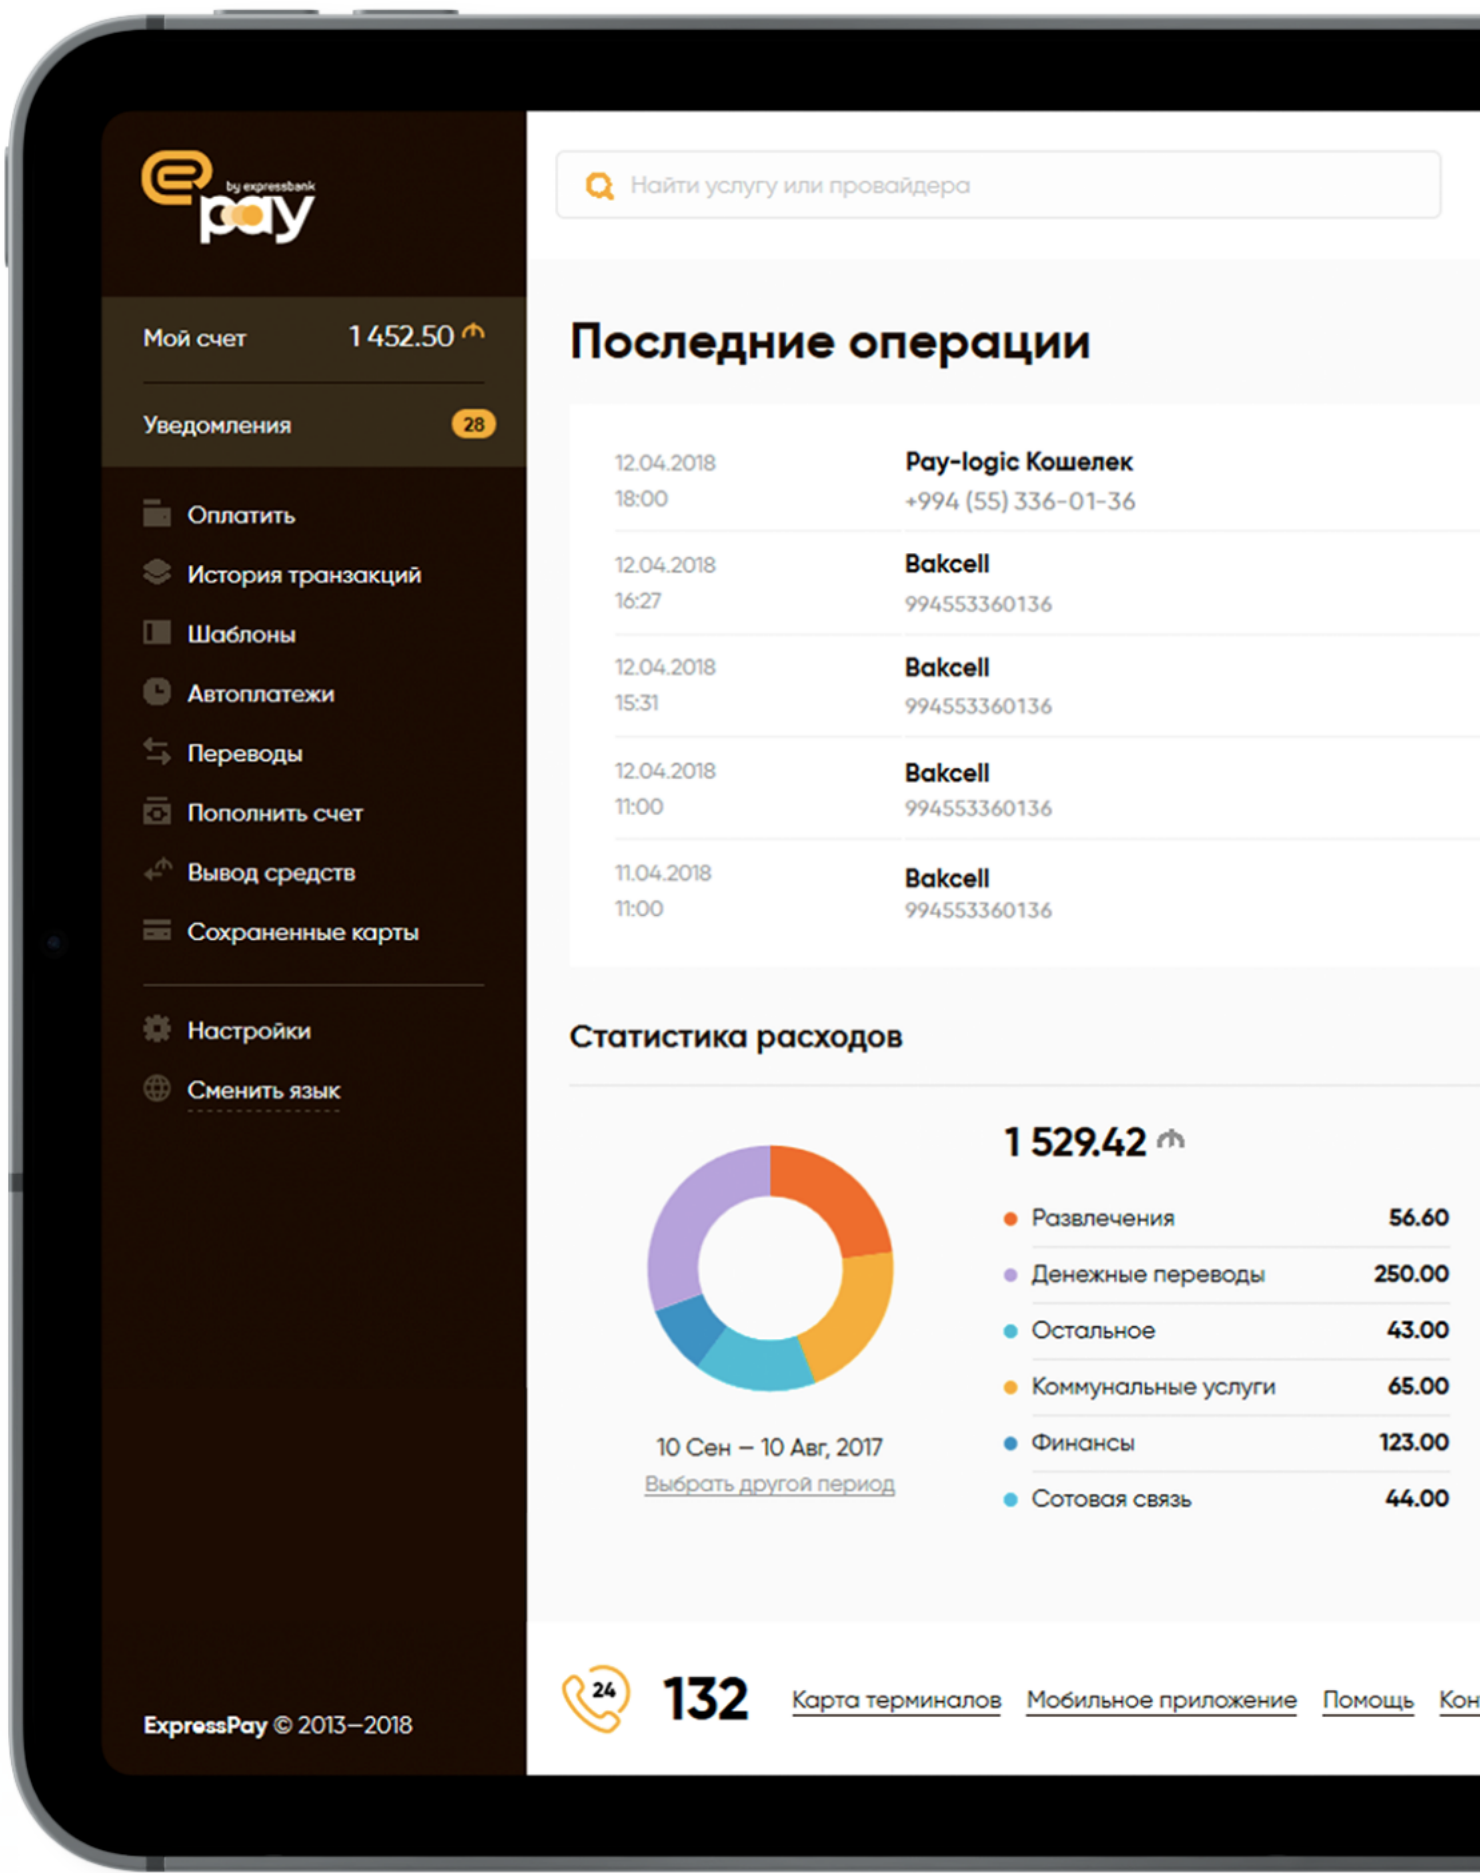 e
by expressbank
pay
Мой счет 1 452.50 ₼
Уведомления 28
Оплатить
История транзакций
Шаблоны
Автоплатежи
Переводы
Пополнить счет
Вывод средств
Сохраненные карты
Настройки
Сменить язык
ExpressPay © 2013–2018
Найти услугу или провайдера
Последние операции
12.04.2018 Pay-logic Кошелек
18:00 +994 (55) 336-01-36
12.04.2018 Bakcell
16:27 994553360136
12.04.2018 Bakcell
15:31 994553360136
12.04.2018 Bakcell
11:00 994553360136
11.04.2018 Bakcell
11:00 994553360136
Статистика расходов
1 529.42 ₼
Развлечения 56.60
Денежные переводы 250.00
Остальное 43.00
Коммунальные услуги 65.00
Финансы 123.00
Сотовая связь 44.00
10 Сен – 10 Авг, 2017
Выбрать другой период
24 132 Карта терминалов Мобильное приложение Помощь Кон